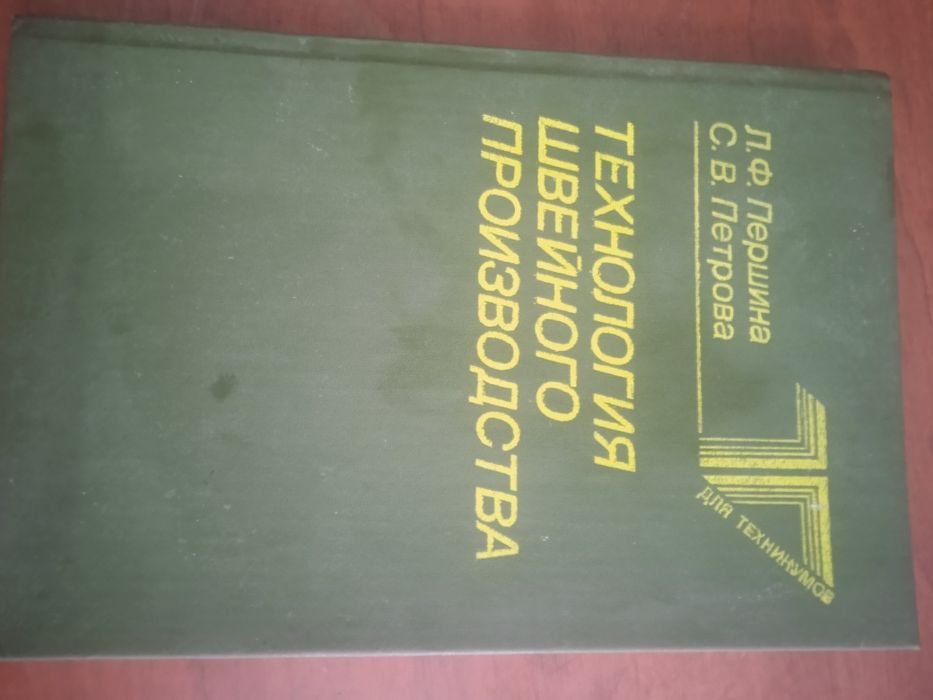 Л.Ф. Першина
С.В. Петрова
ТЕХНОЛОГИЯ
ШВЕЙНОГО
ПРОИЗВОДСТВА
ДЛЯ ТЕХНИКУМОВ